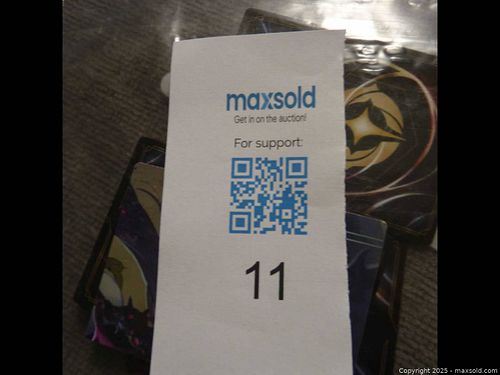 maxsold
Get in on the auction!
For support:
11
Copyright 2025 - maxsold.com